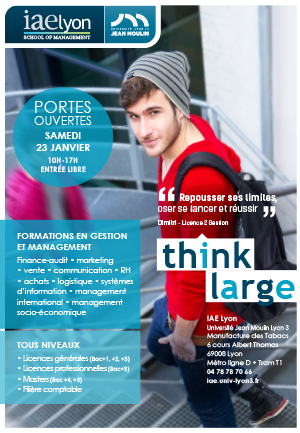 iaelyon
SCHOOL OF MANAGEMENT
UNIVERSITÉ
JEAN MOULIN
PORTES
OUVERTES
SAMEDI
23 JANVIER
10H-17H
ENTRÉE LIBRE
“ Repousser ses limites,
oser se lancer et réussir ”
Dimitri - Licence 2 Gestion
think
large
FORMATIONS EN GESTION
ET MANAGEMENT
Finance-audit • marketing
• vente • communication • RH
• achats • logistique • systèmes
d'information • management
international • management
socio-économique
TOUS NIVEAUX
• Licences générales (Bac+1, +2, +3)
• Licences professionnelles (Bac+3)
• Masters (Bac +4, +5)
• Filière comptable
IAE Lyon
Université Jean Moulin Lyon 3
Manufacture des Tabacs
6 cours Albert Thomas
69008 Lyon
Métro ligne D • Tram T1
04 78 78 70 66
iae.univ-lyon3.fr